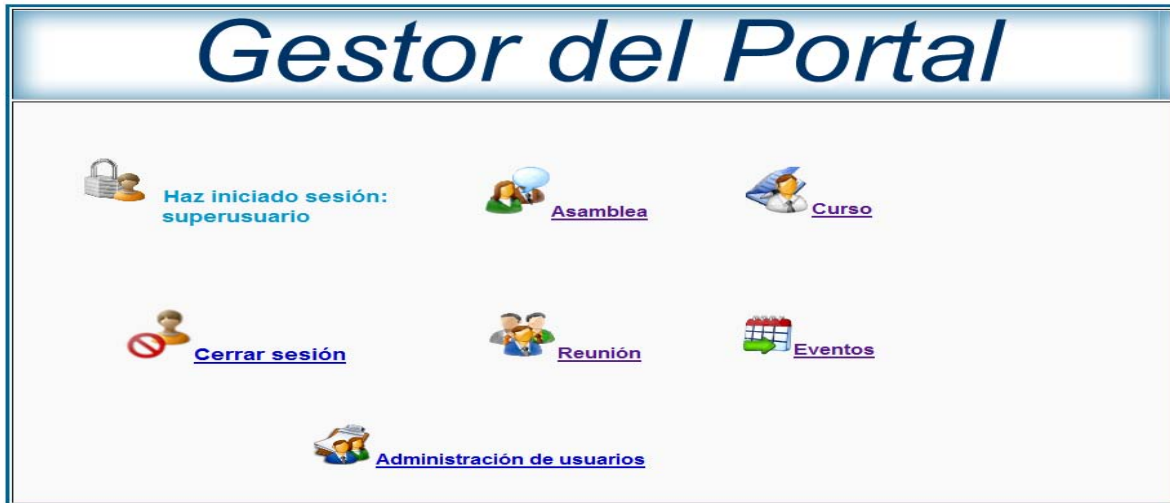 Gestor del Portal
Haz iniciado sesión:
superusuario
Asamblea
Curso
Cerrar sesión
Reunión
Eventos
Administración de usuarios